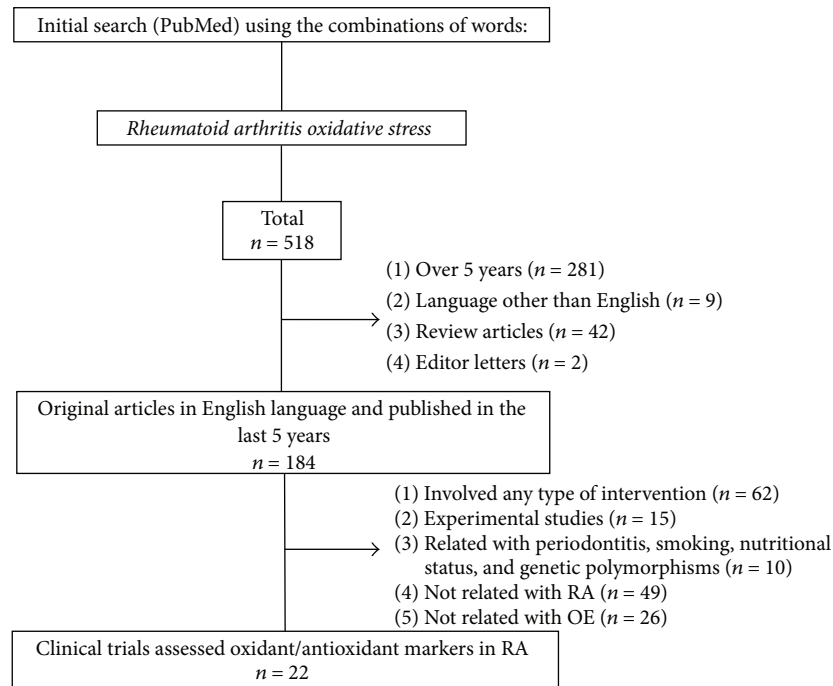 Initial search (PubMed) using the combinations of words:
Rheumatoid arthritis oxidative stress
Total
n = 518
(1) Over 5 years (n = 281)
(2) Language other than English (n = 9)
(3) Review articles (n = 42)
(4) Editor letters (n = 2)
Original articles in English language and published in the
last 5 years
n = 184
(1) Involved any type of intervention (n = 62)
(2) Experimental studies (n = 15)
(3) Related with periodontitis, smoking, nutritional
status, and genetic polymorphisms (n = 10)
(4) Not related with RA (n = 49)
(5) Not related with OE (n = 26)
Clinical trials assessed oxidant/antioxidant markers in RA
n = 22